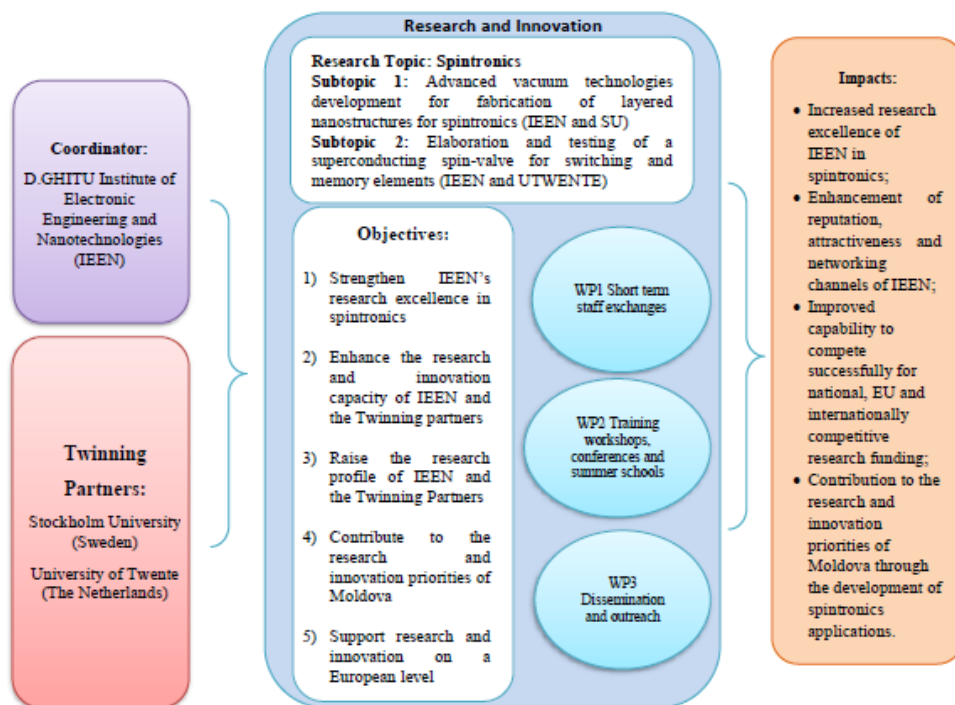 Coordinator:
D.GHITU Institute of
Electronic
Engineering and
Nanotechnologies
(IEEN)
Twinning
Partners:
Stockholm University
(Sweden)
University of Twente
(The Netherlands)
Research and Innovation
Research Topic: Spintronics
Subtopic 1: Advanced vacuum technologies
development for fabrication of layered
nanostructures for spintronics (IEEN and SU)
Subtopic 2: Elaboration and testing of a
superconducting spin-valve for switching and
memory elements (IEEN and UTWENTE)
Objectives:
1) Strengthen IEEN's
research excellence in
spintronics
2) Enhance the research
and innovation
capacity of IEEN and
the Twinning partners
3) Raise the research
profile of IEEN and
the Twinning Partners
4) Contribute to the
research and
innovation priorities of
Moldova
5) Support research and
innovation on a
European level
WP1 Short term
staff exchanges
WP2 Training
workshops,
conferences and
summer schools
WP3
Dissemination
and outreach
Impacts:
• Increased research
excellence of
IEEN in
spintronics;
• Enhancement of
reputation,
attractiveness and
networking
channels of IEEN;
• Improved
capability to
compete
successfully for
national, EU and
internationally
competitive
research funding;
• Contribution to the
research and
innovation
priorities of
Moldova through
the development of
spintronics
applications.